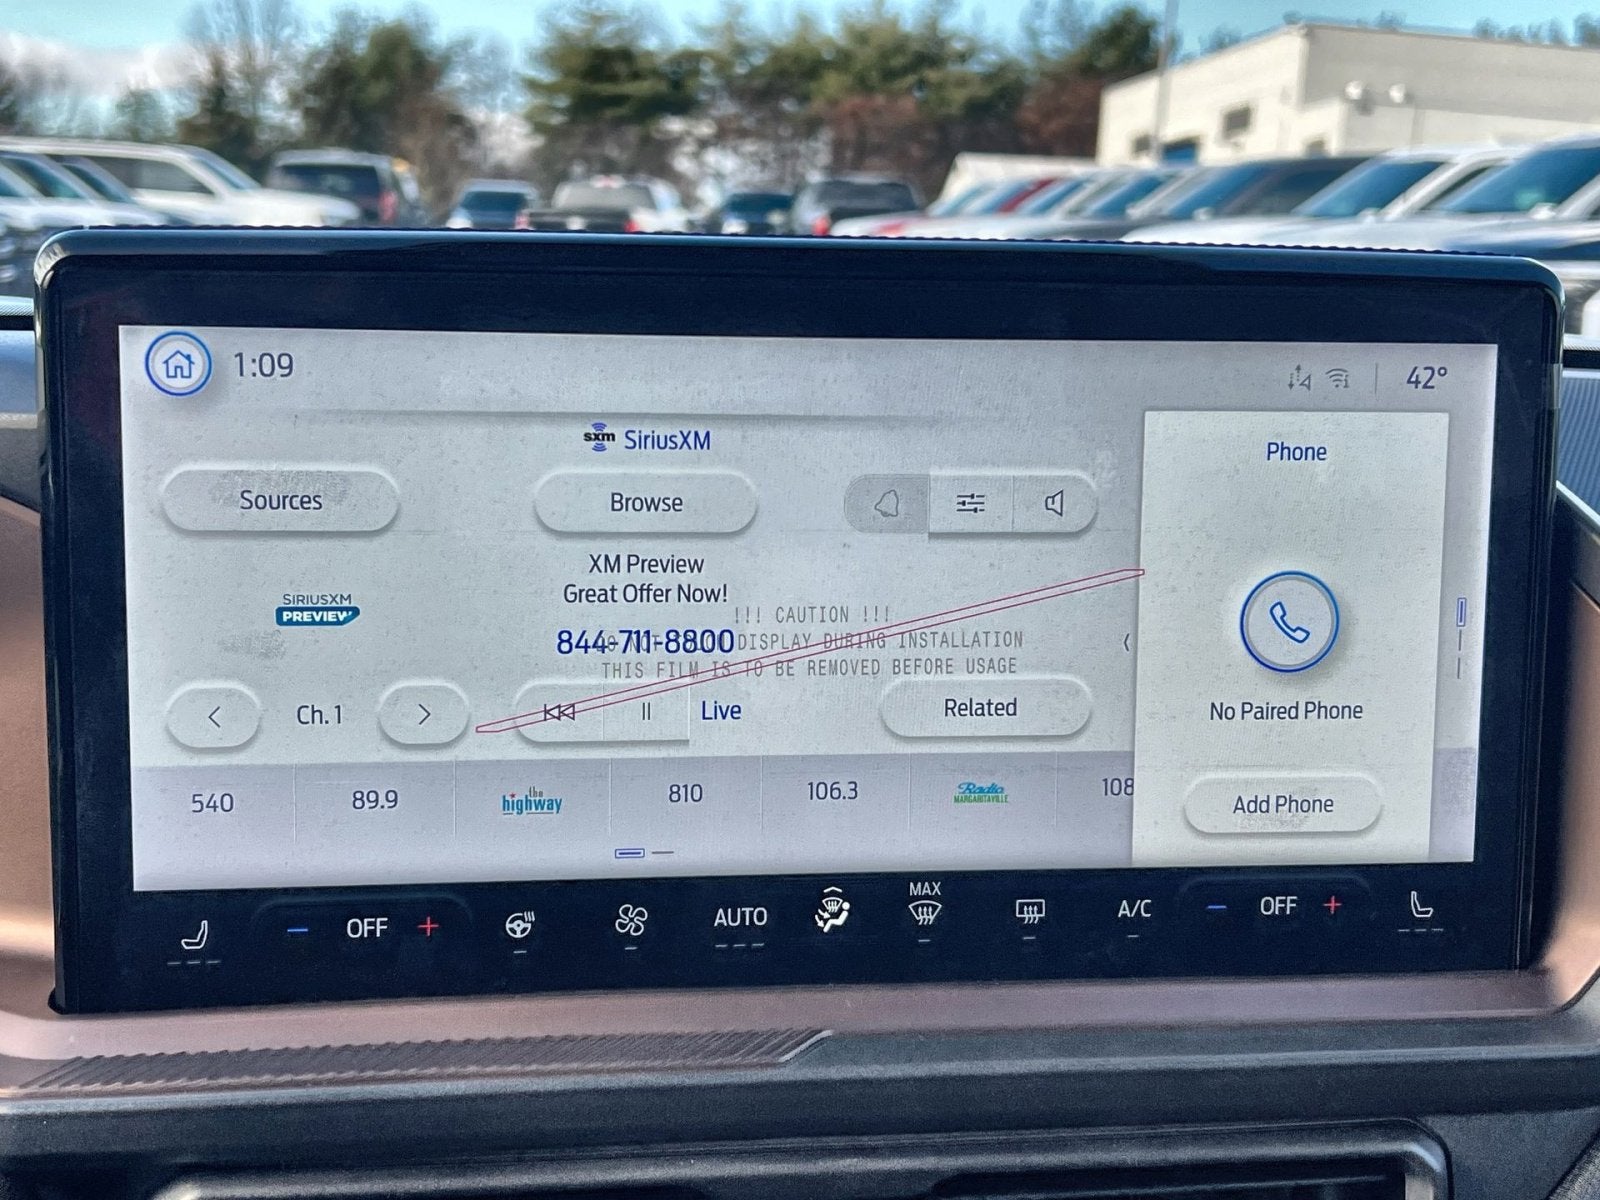 1:09
42°
sxm SiriusXM
Phone
Sources
Browse
XM Preview
Great Offer Now!
SIRIUSXM
PREVIEW
!!! CAUTION !!!
844-711-8800
DISPLAY DURING INSTALLATION
THIS FILM IS TO BE REMOVED BEFORE USAGE
Ch. 1
Live
Related
No Paired Phone
540
89.9
the
highway
810
106.3
Radio
MARGARITAVILLE
108
Add Phone
OFF
AUTO
MAX
A/C
OFF